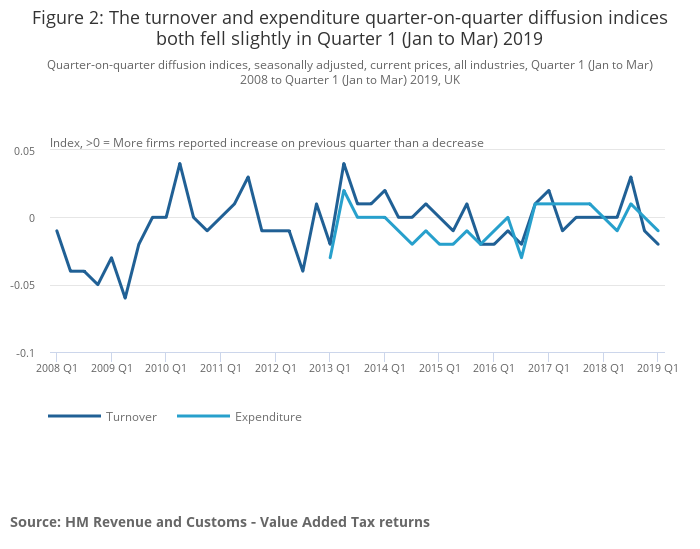 Figure 2: The turnover and expenditure quarter-on-quarter diffusion indices
both fell slightly in Quarter 1 (Jan to Mar) 2019
Quarter-on-quarter diffusion indices, seasonally adjusted, current prices, all industries, Quarter 1 (Jan to Mar)
2008 to Quarter 1 (Jan to Mar) 2019, UK
Index, >0 = More firms reported increase on previous quarter than a decrease
0.05
0
-0.05
-0.1
2008 Q1 2009 Q1 2010 Q1 2011 Q1 2012 Q1 2013 Q1 2014 Q1 2015 Q1 2016 Q1 2017 Q1 2018 Q1 2019 Q1
Turnover Expenditure
Source: HM Revenue and Customs - Value Added Tax returns